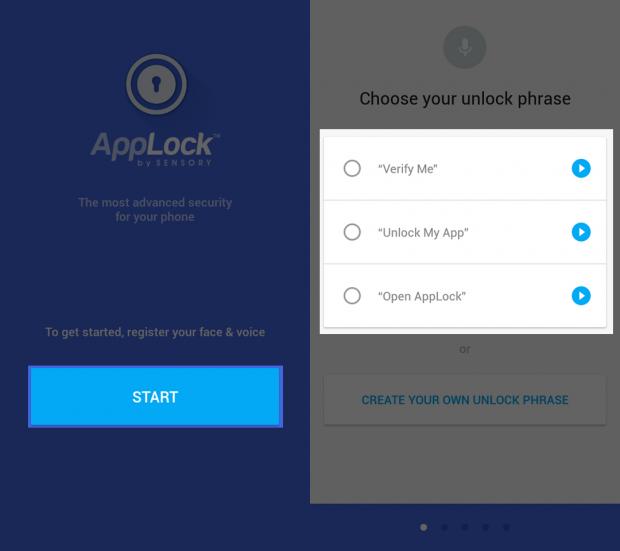 AppLock™
by SENSORY
The most advanced security
for your phone
To get started, register your face & voice
START
Choose your unlock phrase
“Verify Me”
“Unlock My App”
“Open AppLock”
or
CREATE YOUR OWN UNLOCK PHRASE